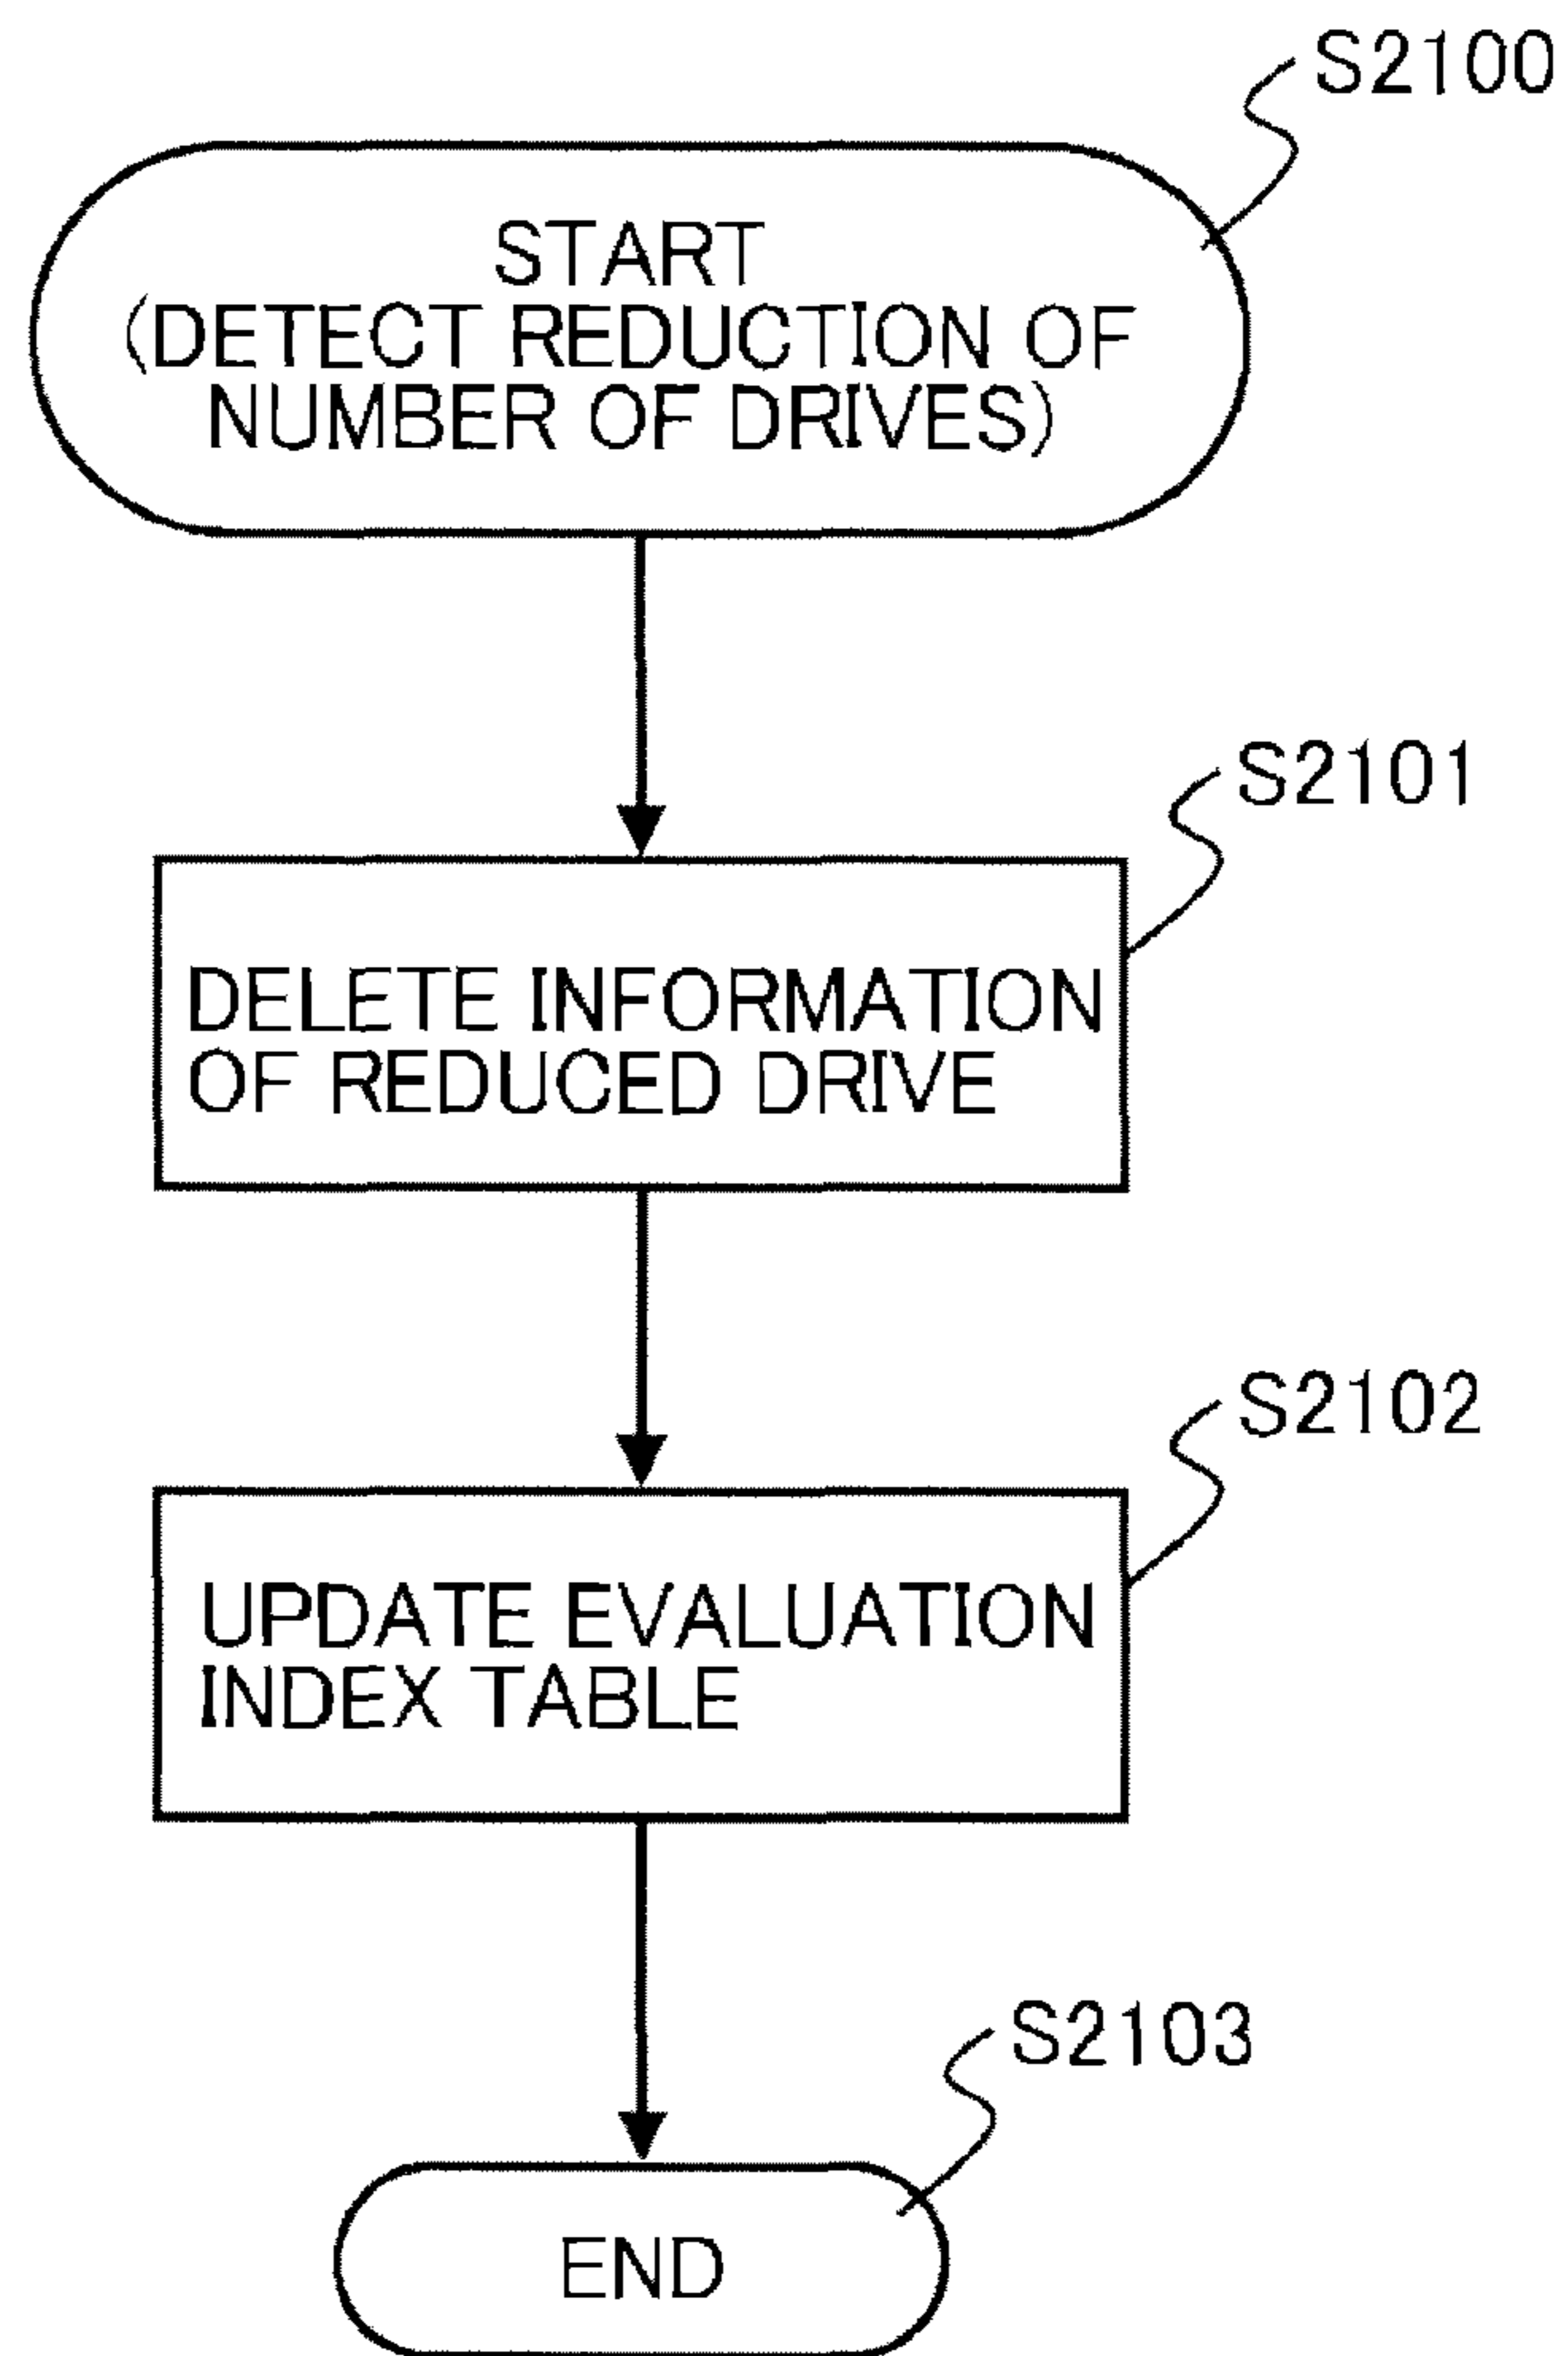 S2100
START
(DETECT REDUCTION OF
NUMBER OF DRIVES)
S2101
DELETE INFORMATION
OF REDUCED DRIVE
S2102
UPDATE EVALUATION
INDEX TABLE
S2103
END